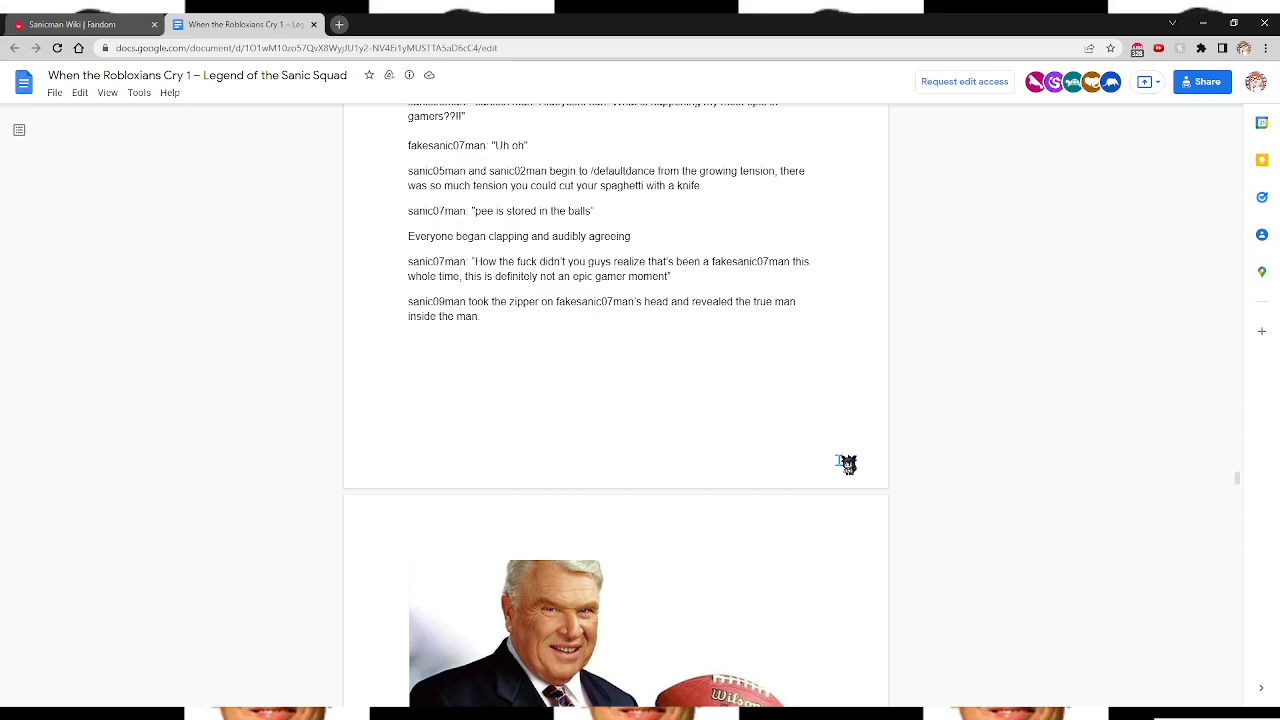 Sanicman Wiki | Fandom
When the Robloxians Cry 1 – Leg
docs.google.com/document/d/1O1wM10zo57QvX8WyjJU1y2-NV4Ei1yMUSTTA5aD6cC4/edit
When the Robloxians Cry 1 – Legend of the Sanic Squad
Request edit access
Share
File Edit View Tools Help
gamers??!!”
fakesanic07man: "Uh oh"
sanic05man and sanic02man begin to /defaultdance from the growing tension, there
was so much tension you could cut your spaghetti with a knife
sanic07man: "pee is stored in the balls"
Everyone began clapping and audibly agreeing
sanic07man: “How the fuck didn’t you guys realize that’s been a fakesanic07man this
whole time, this is definitely not an epic gamer moment”
sanic09man took the zipper on fakesanic07man’s head and revealed the true man
inside the man.
Wilson